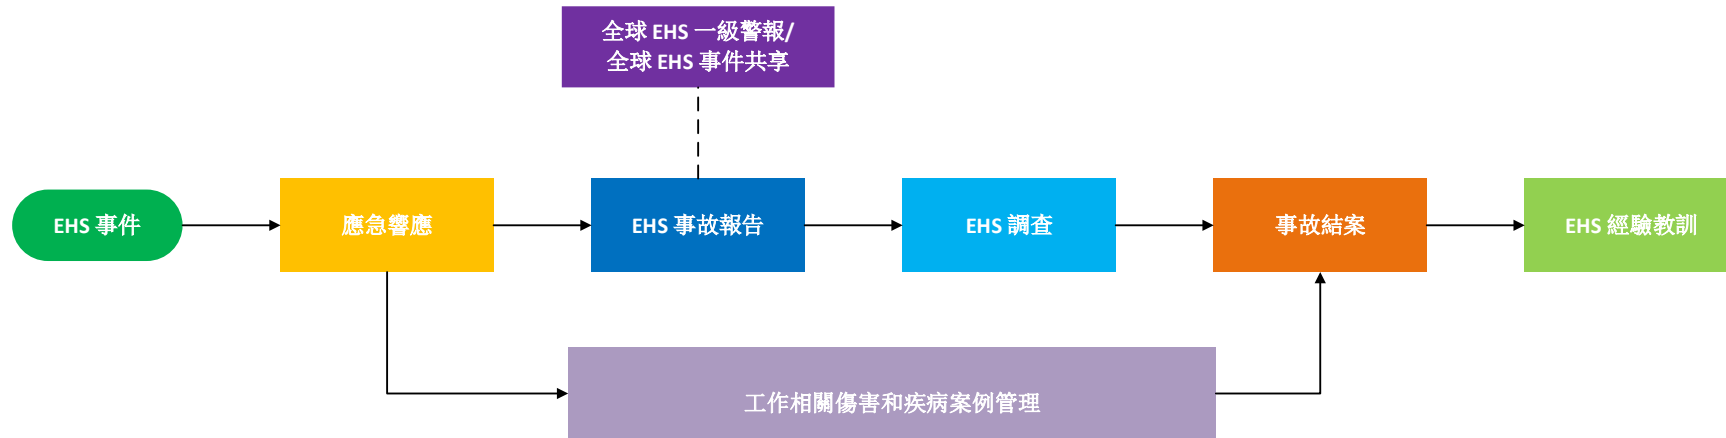 全球 EHS 一級警報/
全球 EHS 事件共享
EHS 事件
應急響應
EHS 事故報告
EHS 調查
事故結案
EHS 經驗教訓
工作相關傷害和疾病案例管理